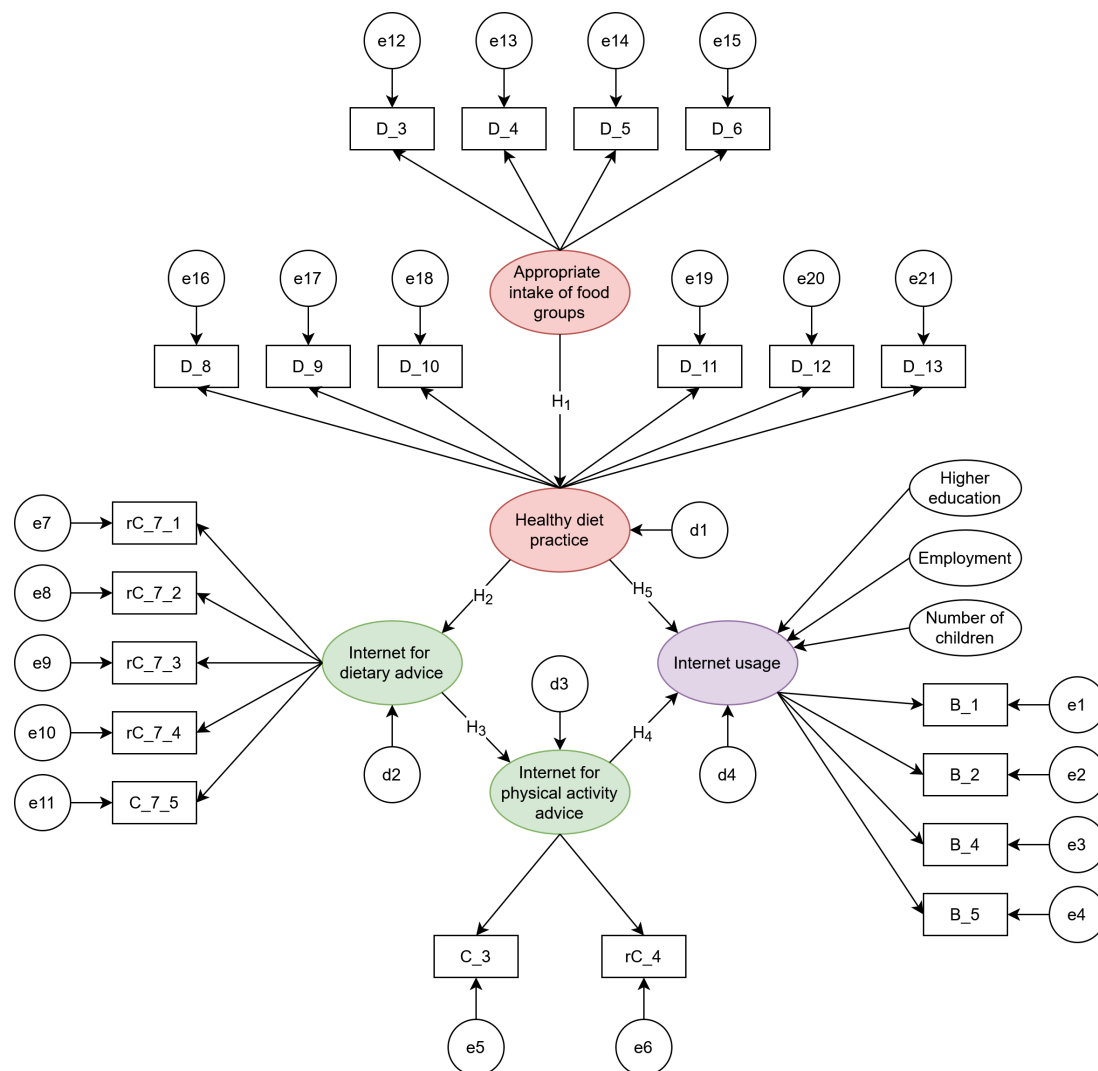 e12
e13
e14
e15
D_3
D_4
D_5
D_6
e16
e17
e18
Appropriate
intake of food
groups
e19
e20
e21
D_8
D_9
D_10
D_11
D_12
D_13
H1
Higher
education
e7
rC_7_1
Healthy diet
practice
d1
Employment
e8
rC_7_2
H2
H5
Number of
children
e9
rC_7_3
Internet for
dietary advice
Internet usage
d3
B_1
e1
e10
rC_7_4
H3
H4
d2
d4
B_2
e2
e11
C_7_5
Internet for
physical activity
advice
B_4
e3
B_5
e4
C_3
rC_4
e5
e6